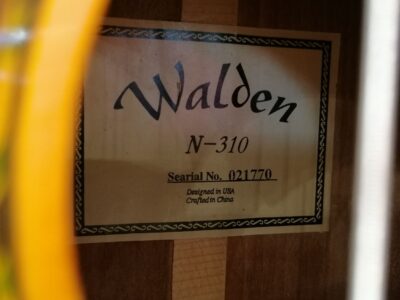 Walden
N-310
Searial No. 021770
Designed in USA
Crafted in China